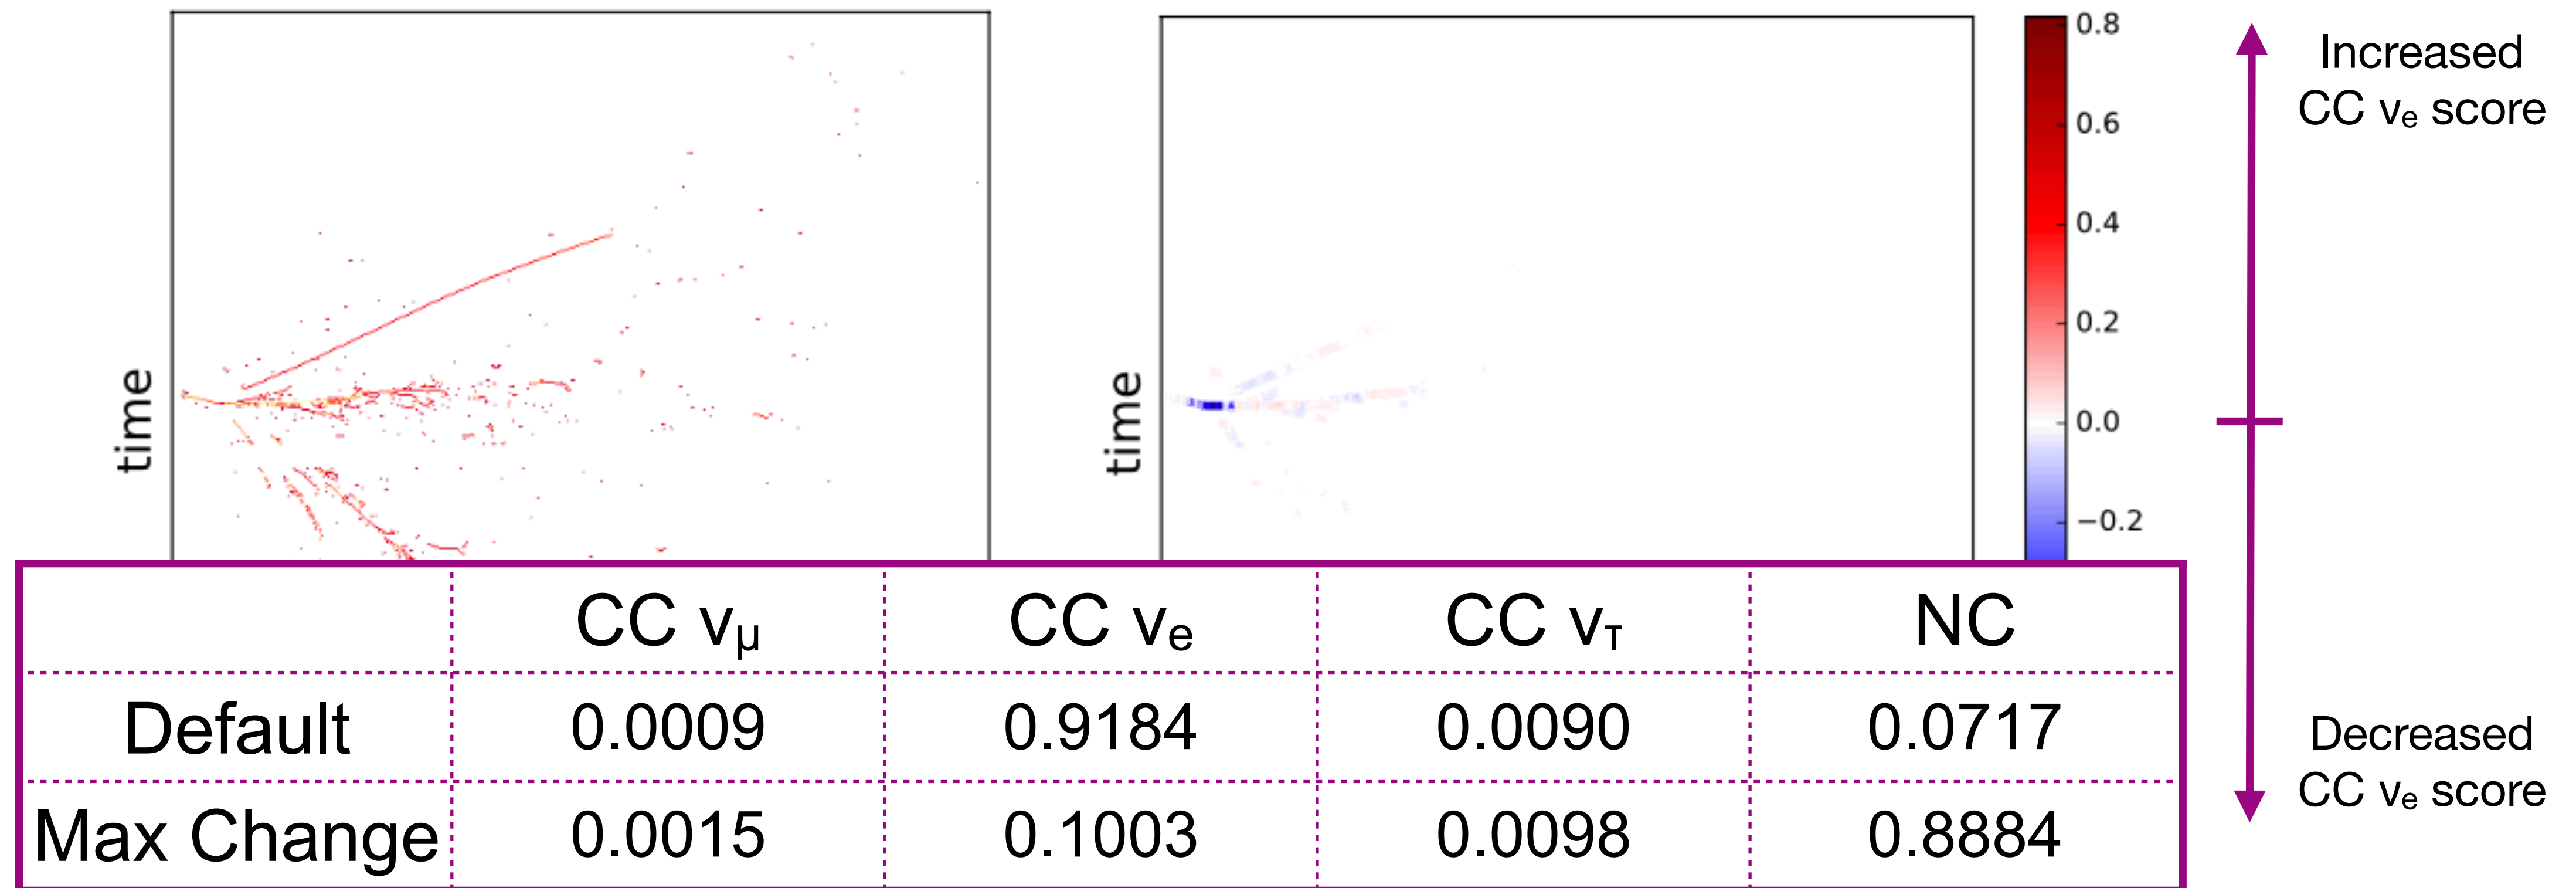 time
time
0.8
0.6
0.4
0.2
0.0
−0.2
Increased
CC νₑ score
Decreased
CC νₑ score
CC νμ CC νₑ CC ντ NC
Default 0.0009 0.9184 0.0090 0.0717
Max Change 0.0015 0.1003 0.0098 0.8884